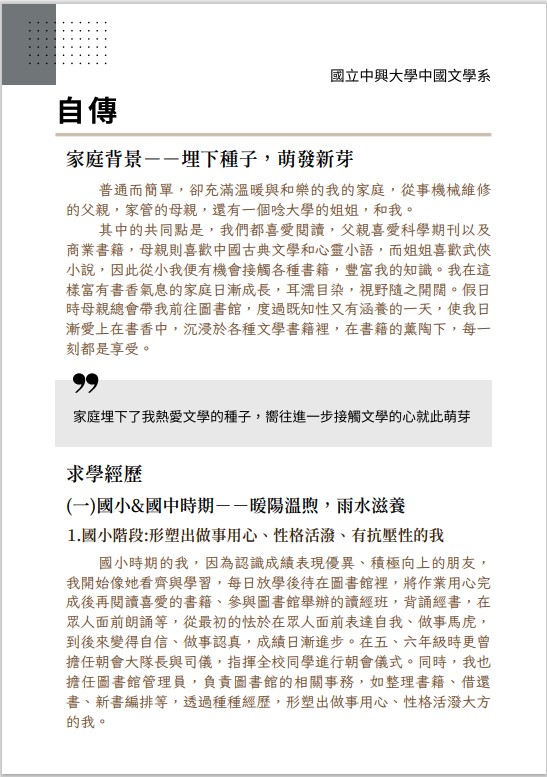 國立中興大學中國文學系
自傳
家庭背景－－埋下種子，萌發新芽
普通而簡單，卻充滿溫暖與和樂的我的家庭，從事機械維修
的父親，家管的母親，還有一個唸大學的姐姐，和我。
其中的共同點是，我們都喜愛閱讀，父親喜愛科學期刊以及
商業書籍，母親則喜歡中國古典文學和心靈小語，而姐姐喜歡武俠
小說，因此從小我便有機會接觸各種書籍，豐富我的知識。我在這
樣富有書香氣息的家庭日漸成長，耳濡目染，視野隨之開闊。假日
時母親總會帶我前往圖書館，度過既知性又有涵養的一天，使我日
漸愛上在書香中，沉浸於各種文學書籍裡，在書籍的薰陶下，每一
刻都是享受。
家庭埋下了我熱愛文學的種子，嚮往進一步接觸文學的心就此萌芽
求學經歷
(一)國小&國中時期－－暖陽溫煦，雨水滋養
1.國小階段:形塑出做事用心、性格活潑、有抗壓性的我
國小時期的我，因為認識成績表現優異、積極向上的朋友，
我開始像她看齊與學習，每日放學後待在圖書館裡，將作業用心完
成後再閱讀喜愛的書籍、參與圖書館舉辦的讀經班，背誦經書，在
眾人面前朗誦等，從最初的怯於在眾人面前表達自我、做事馬虎，
到後來變得自信、做事認真，成績日漸進步。在五、六年級時更曾
擔任朝會大隊長與司儀，指揮全校同學進行朝會儀式。同時，我也
擔任圖書館管理員，負責圖書館的相關事務，如整理書籍、借還
書、新書編排等，透過種種經歷，形塑出做事用心、性格活潑大方
的我。